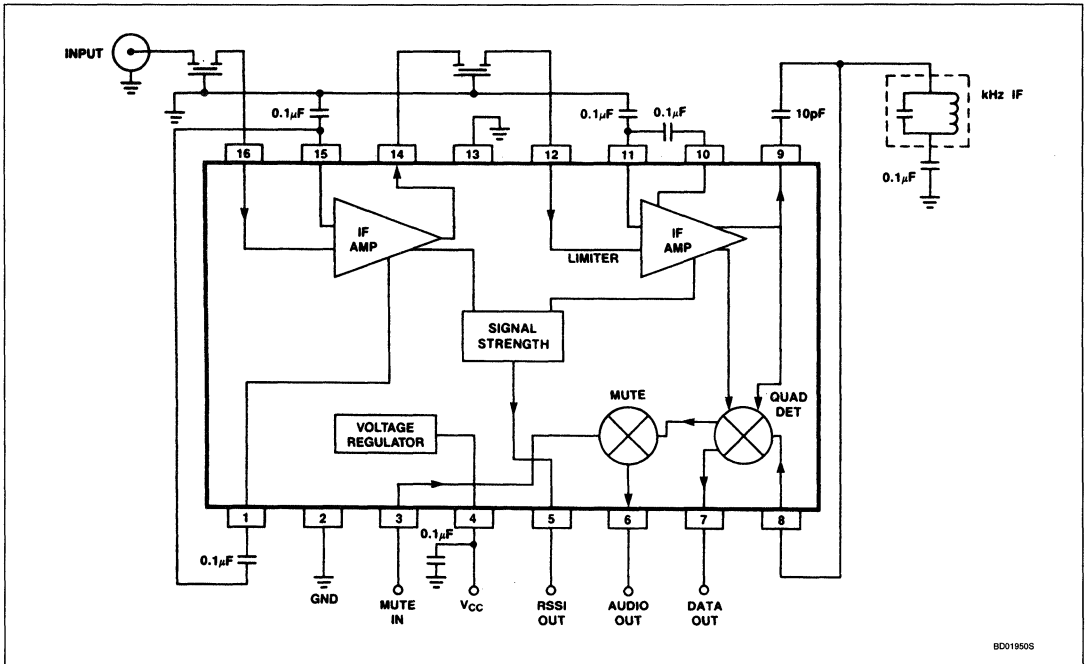 INPUT
kHz IF
0.1μF
0.1μF
0.1μF
10pF
0.1μF
16
15
14
13
12
11
10
9
IF
AMP
IF
AMP
LIMITER
SIGNAL
STRENGTH
MUTE
QUAD
DET
VOLTAGE
REGULATOR
1
2
3
4
5
6
7
8
0.1μF
0.1μF
GND
MUTE
IN
VCC
RSSI
OUT
AUDIO
OUT
DATA
OUT
BD01950S